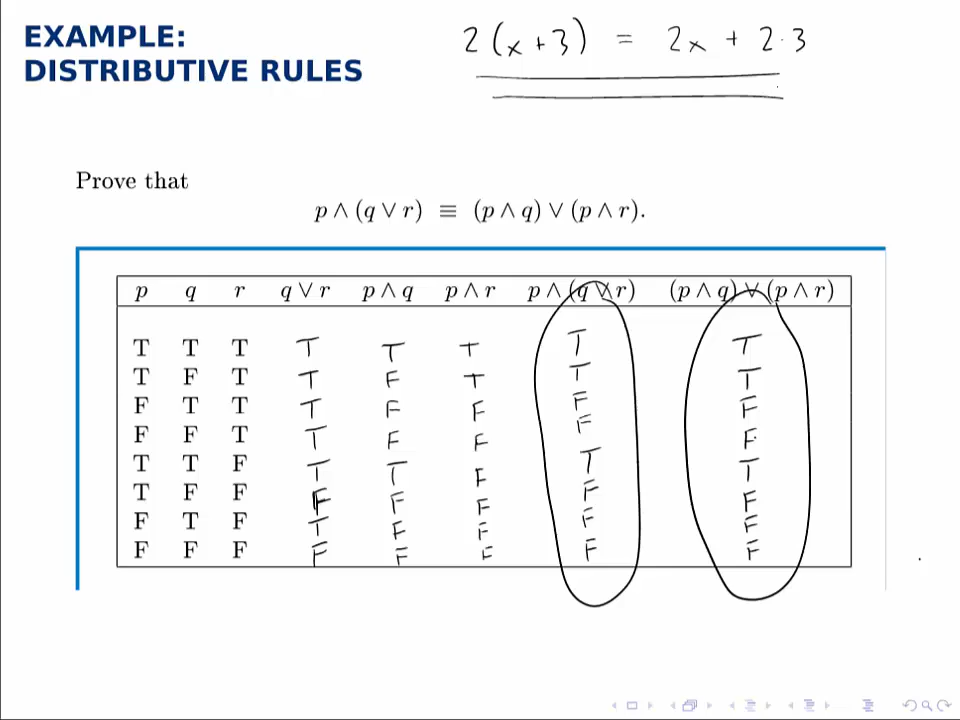 EXAMPLE:
DISTRIBUTIVE RULES
2(x+3) = 2x + 2·3
Prove that
p ∧ (q ∨ r) ≡ (p ∧ q) ∨ (p ∧ r).
p q r q ∨ r p ∧ q p ∧ r p ∧ (q ∨ r) (p ∧ q) ∨ (p ∧ r)
T T T T T T T T
T F T T F T T T
F T T T F F F F
F F T T F F F F
T T F T T F T T
T F F F F F F F
F T F T F F F F
F F F F F F F F